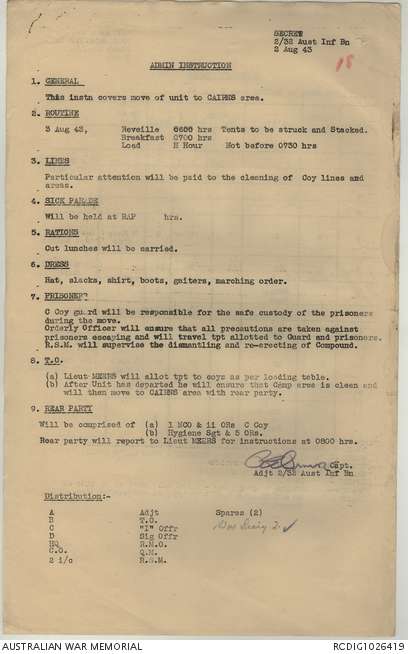 SECRET
2/32 Aust Inf Bn
2 Aug 43
18
ADMIN INSTRUCTION
1. GENERAL
This instn covers move of unit to CAIRNS area.
2. ROUTINE
3 Aug 43, Reveille 0600 hrs Tents to be struck and Stacked.
Breakfast 0700 hrs
Load H Hour Not before 0730 hrs
3. LINES
Particular attention will be paid to the cleaning of Coy lines and
areas.
4. SICK PARADE
Will be held at RAP hrs.
5. RATIONS
Cut lunches will be carried.
6. DRESS
Hat, slacks, shirt, boots, gaiters, marching order.
7. PRISONERS
C Coy guard will be responsible for the safe custody of the prisoners
during the move.
Orderly Officer will ensure that all precautions are taken against
prisoners escaping and will travel tpt allotted to Guard and prisoners.
R.S.M. will supervise the dismantling and re-erecting of Compound.
8. T.O.
(a) Lieut MEERS will allot tpt to coys as per loading table.
(b) After Unit has departed he will ensure that Camp area is clean and
will then move to CAIRNS area with rear party.
9. REAR PARTY
Will be comprised of (a) 1 NCO & 11 ORs C Coy
(b) Hygiene Sgt & 5 ORs.
Rear party will report to Lieut MEERS for instructions at 0800 hrs.
Capt.
Adjt 2/32 Aust Inf Bn
Distribution:-
A Adjt Spares (2)
B T.O. War Diary 2. ✓
C "I" Offr
D Sig Offr
HQ R.M.O.
C.O. Q.M.
2 i/c R.S.M.
AUSTRALIAN WAR MEMORIAL RCDIG1026419